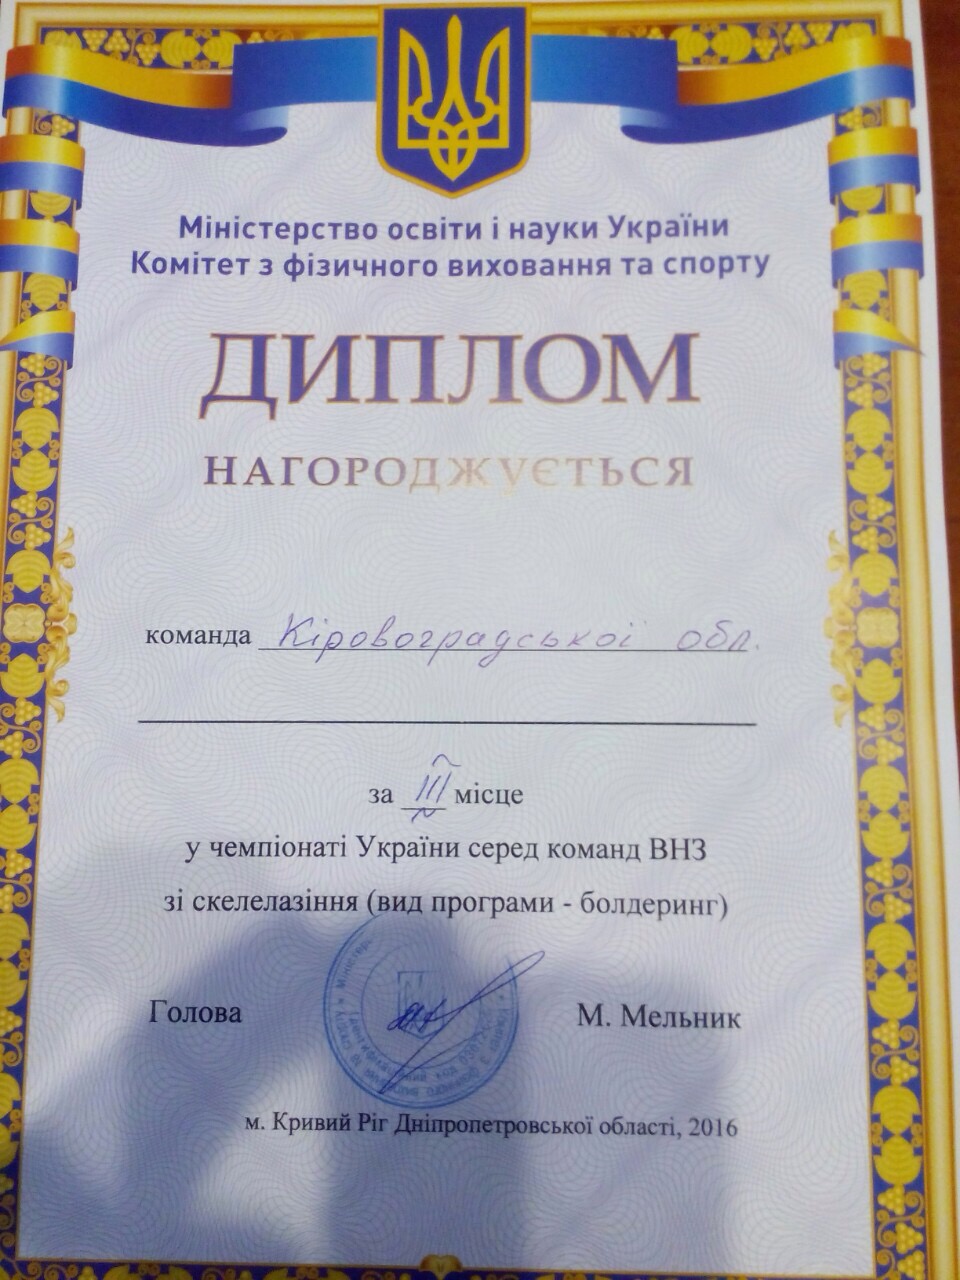 Міністерство освіти і науки України
Комітет з фізичного виховання та спорту
ДИПЛОМ
НАГОРОДЖУЄТЬСЯ
команда Кіровоградської обл.
за III місце
у чемпіонаті України серед команд ВНЗ
зі скелелазіння (вид програми - болдеринг)
Голова М. Мельник
м. Кривий Ріг Дніпропетровської області, 2016